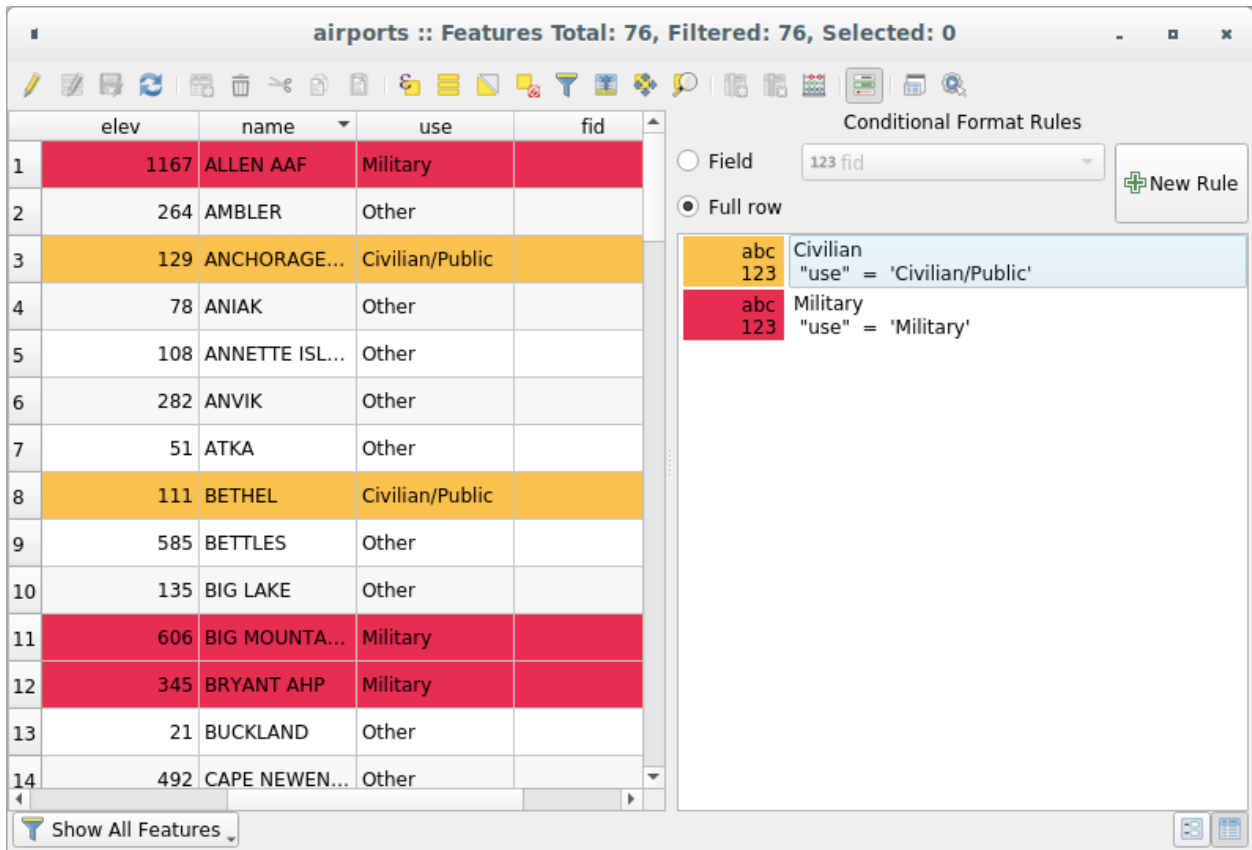 airports :: Features Total: 76, Filtered: 76, Selected: 0
elev name use fid
1 1167 ALLEN AAF Military
2 264 AMBLER Other
3 129 ANCHORAGE... Civilian/Public
4 78 ANIAK Other
5 108 ANNETTE ISL... Other
6 282 ANVIK Other
7 51 ATKA Other
8 111 BETHEL Civilian/Public
9 585 BETTLES Other
10 135 BIG LAKE Other
11 606 BIG MOUNTA... Military
12 345 BRYANT AHP Military
13 21 BUCKLAND Other
14 492 CAPE NEWEN... Other
Show All Features
Conditional Format Rules
Field 123 fid
Full row
New Rule
abc Civilian
123 "use" = 'Civilian/Public'
abc Military
123 "use" = 'Military'